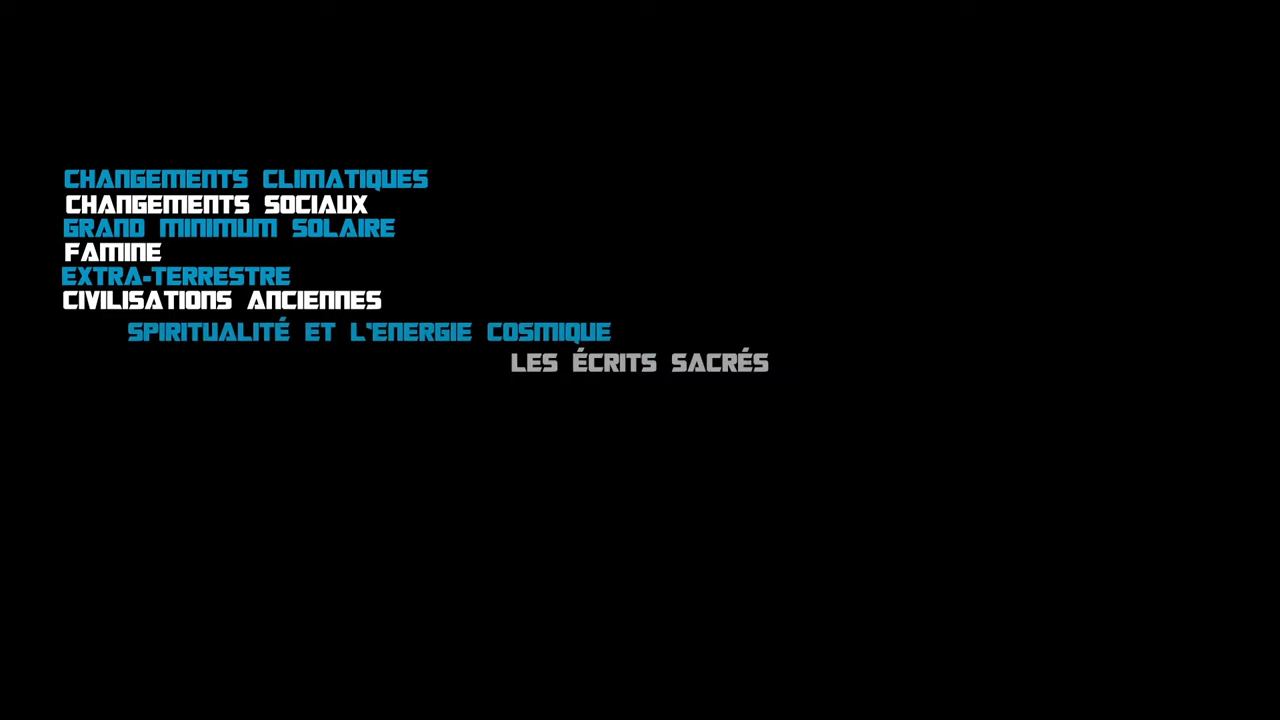 CHANGEMENTS CLIMATIQUES
CHANGEMENTS SOCIAUX
GRAND MINIMUM SOLAIRE
FAMINE
EXTRA-TERRESTRE
CIVILISATIONS ANCIENNES
SPIRITUALITÉ ET L'ENERGIE COSMIQUE
LES ÉCRITS SACRÉS